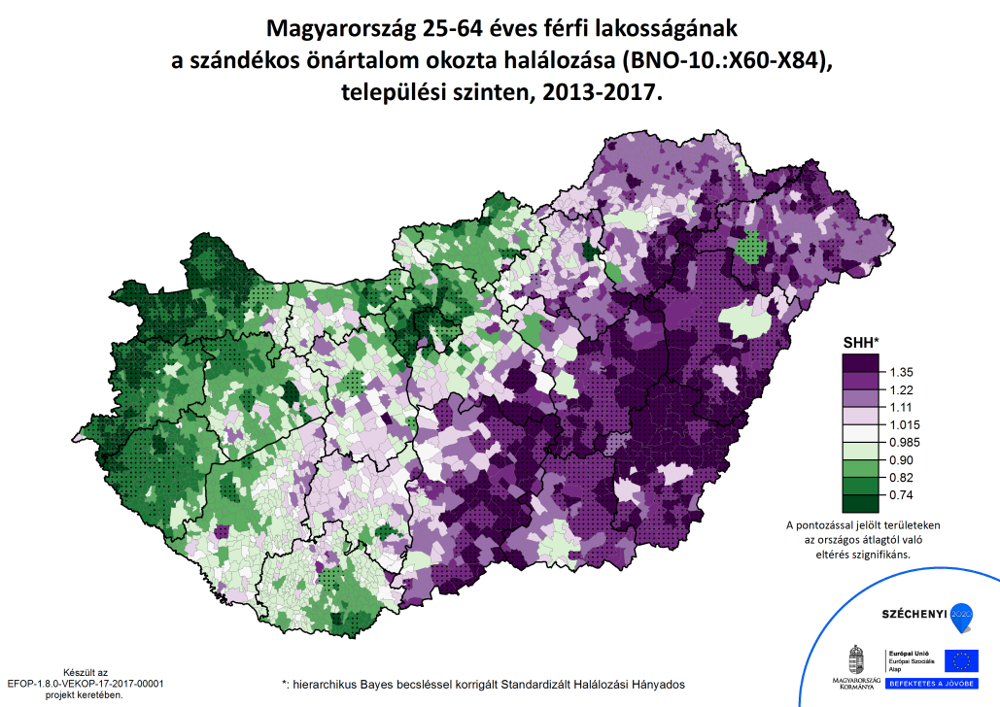 Magyarország 25-64 éves férfi lakosságának
a szándékos önártalom okozta halálozása (BNO-10.:X60-X84),
települési szinten, 2013-2017.
SHH*
1.35
1.22
1.11
1.015
0.985
0.90
0.82
0.74
A pontozással jelölt területeken
az országos átlagtól való
eltérés szignifikáns.
SZÉCHENYI 2020
Európai Unió
Európai Szociális
Alap
MAGYARORSZÁG
KORMÁNYA
BEFEKTETÉS A JÖVŐBE
Készült az
EFOP-1.8.0-VEKOP-17-2017-00001
projekt keretében.
*: hierarchikus Bayes becsléssel korrigált Standardizált Halálozási Hányados